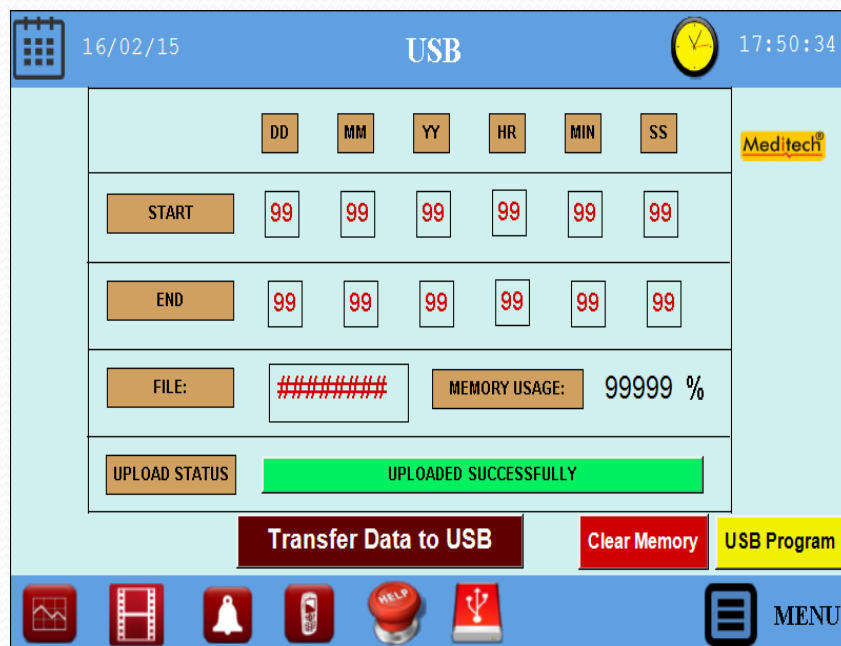 16/02/15 USB 17:50:34
DD MM YY HR MIN SS
Meditech®
START 99 99 99 99 99 99
END 99 99 99 99 99 99
FILE: ######## MEMORY USAGE: 99999 %
UPLOAD STATUS UPLOADED SUCCESSFULLY
Transfer Data to USB Clear Memory USB Program
HELP MENU